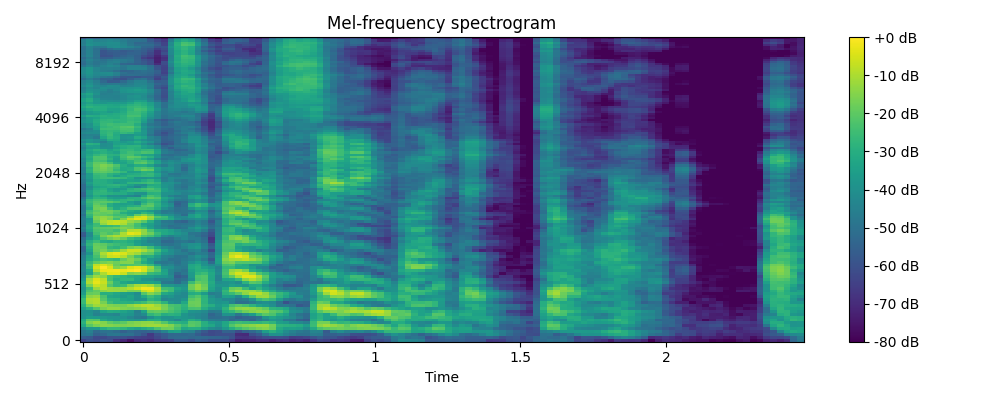 Mel-frequency spectrogram
Hz
8192
4096
2048
1024
512
0
0
0.5
1
1.5
2
Time
+0 dB
-10 dB
-20 dB
-30 dB
-40 dB
-50 dB
-60 dB
-70 dB
-80 dB